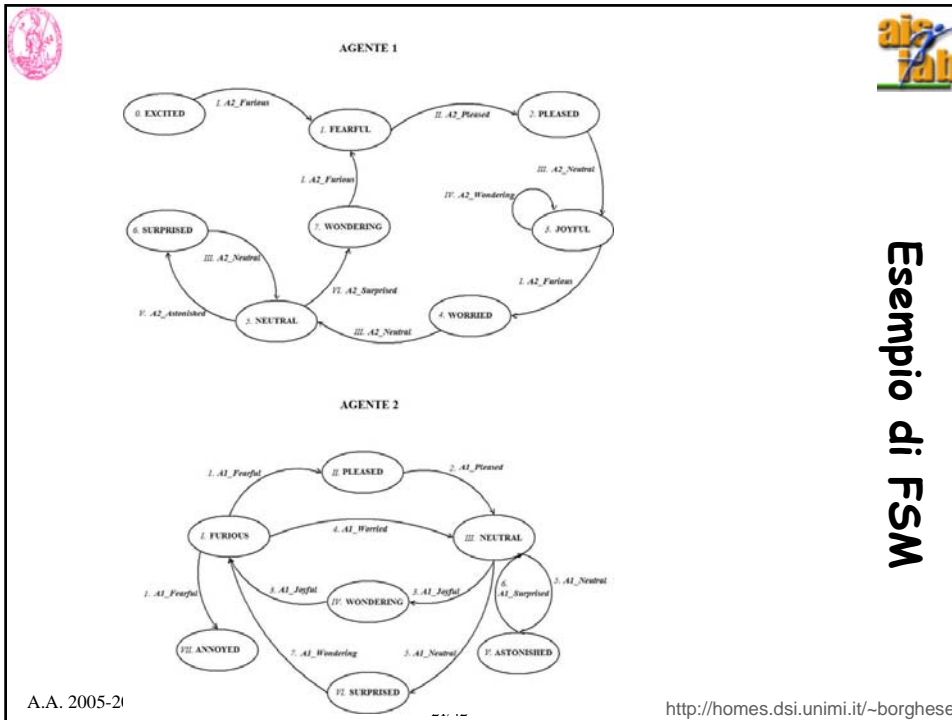 AGENTE 1
0. EXCITED
I. A2_Furious
1. FEARFUL
II. A2_Pleased
2. PLEASED
III. A2_Neutral
I. A2_Furious
IV. A2_Wondering
3. JOYFUL
6. SURPRISED
7. WONDERING
III. A2_Neutral
VI. A2_Surprised
I. A2_Furious
V. A2_Astonished
5. NEUTRAL
III. A2_Neutral
4. WORRIED
AGENTE 2
1. A1_Fearful
II. PLEASED
2. A1_Pleased
I. FURIOUS
4. A1_Worried
III. NEUTRAL
1. A1_Fearful
3. A1_Joyful
IV. WONDERING
3. A1_Joyful
6.
A1_Surprised
5. A1_Neutral
VII. ANNOYED
7. A1_Wondering
5. A1_Neutral
V. ASTONISHED
VI. SURPRISED
Esempio di FSM
ais
lab
A.A. 2005-20
http://homes.dsi.unimi.it/~borghese